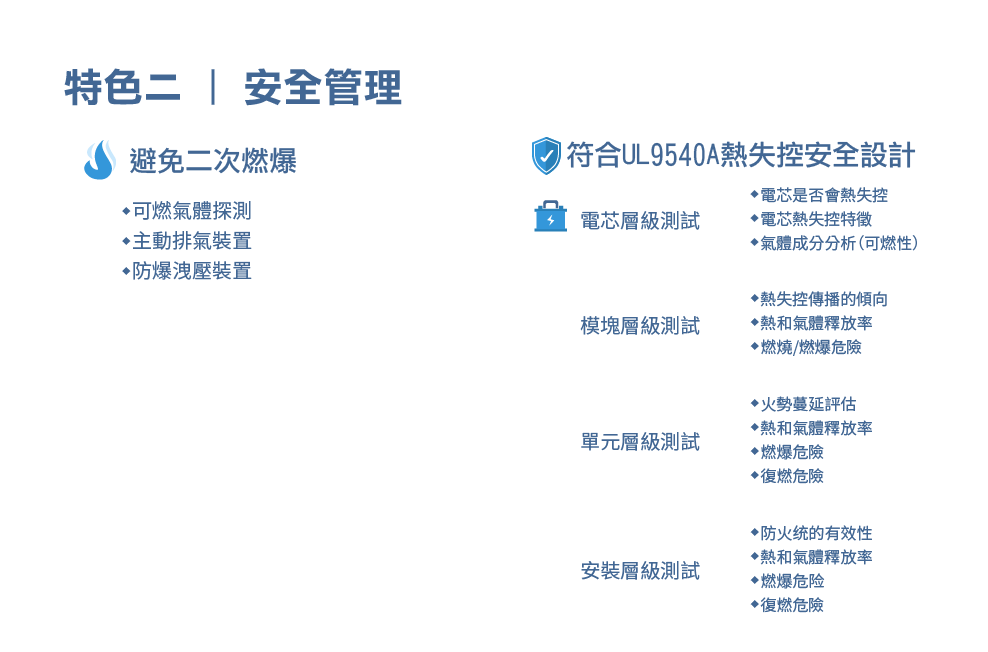 特色二 | 安全管理
避免二次燃爆
◆可燃氣體探測
◆主動排氣裝置
◆防爆洩壓裝置
符合UL9540A熱失控安全設計
電芯層級測試
◆電芯是否會熱失控
◆電芯熱失控特徵
◆氣體成分分析(可燃性)
模塊層級測試
◆熱失控傳播的傾向
◆熱和氣體釋放率
◆燃燒/燃爆危險
單元層級測試
◆火勢蔓延評估
◆熱和氣體釋放率
◆燃爆危險
◆復燃危險
安裝層級測試
◆防火统的有效性
◆熱和氣體釋放率
◆燃爆危险
◆復燃危險